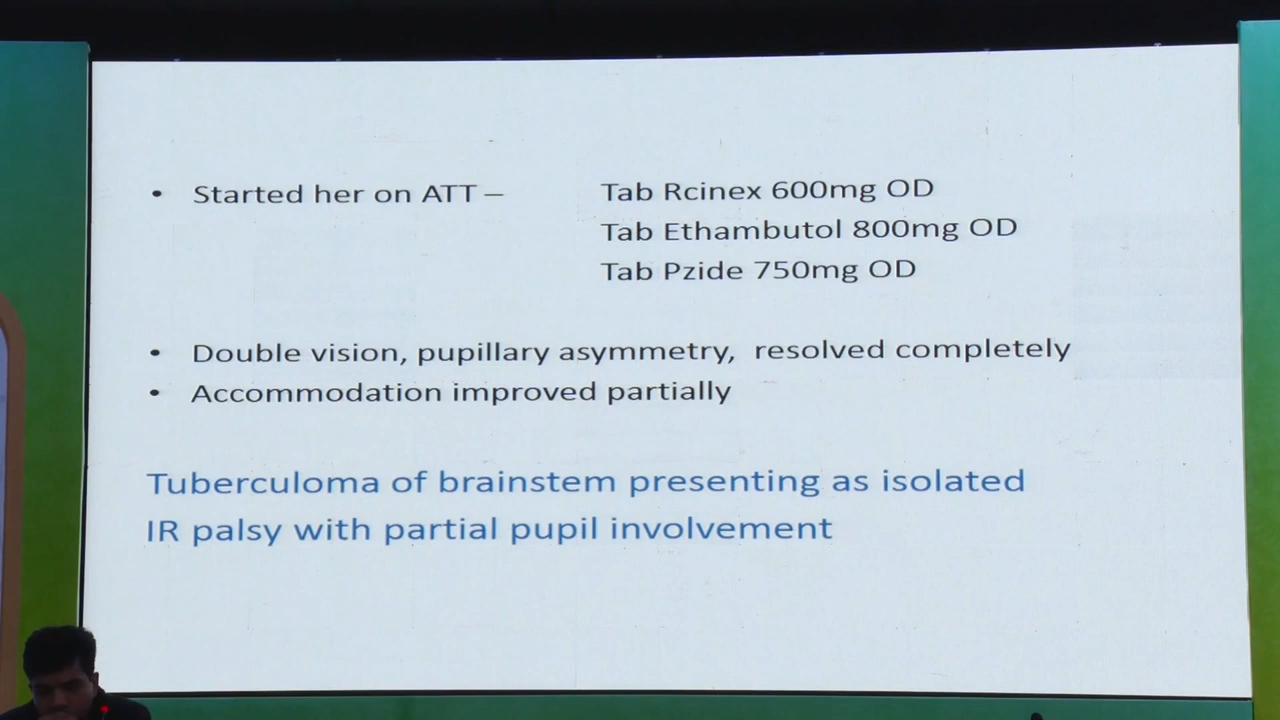 • Started her on ATT – Tab Rcinex 600mg OD
Tab Ethambutol 800mg OD
Tab Pzide 750mg OD
• Double vision, pupillary asymmetry, resolved completely
• Accommodation improved partially
Tuberculoma of brainstem presenting as isolated
IR palsy with partial pupil involvement